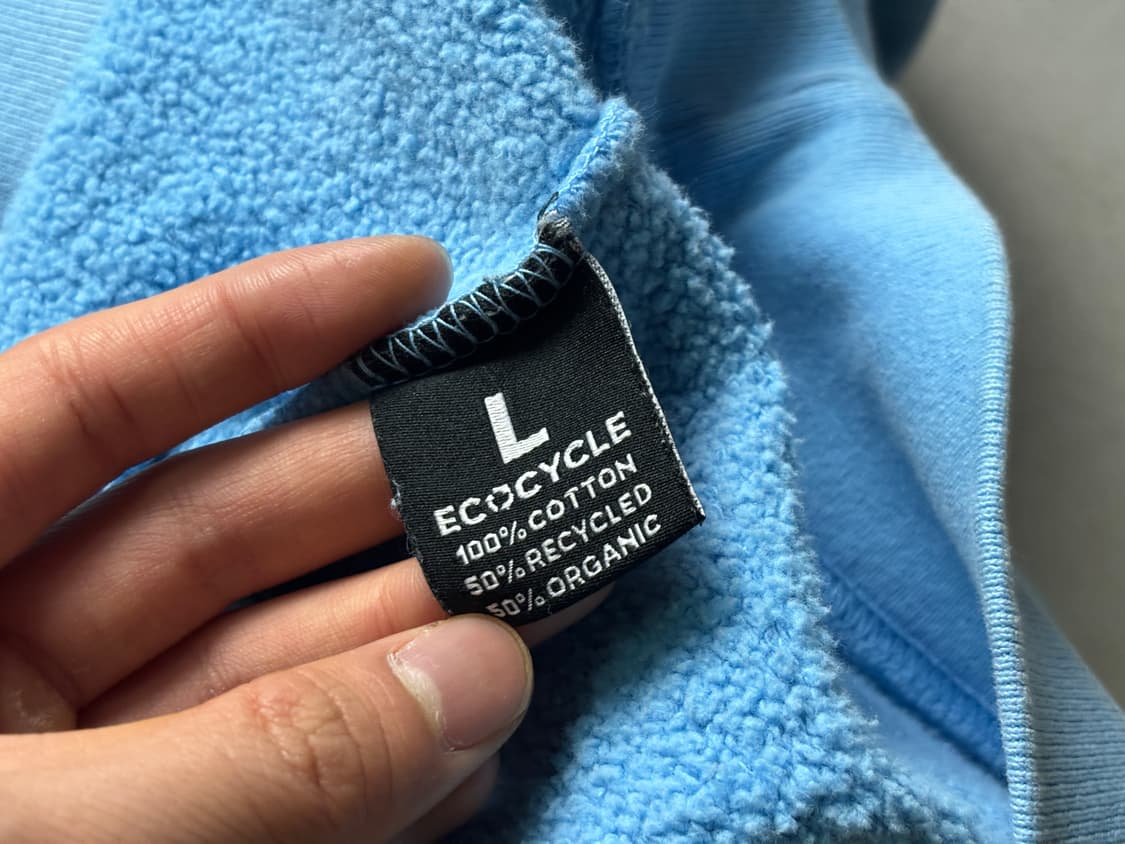 L
ECOCYCLE
100% COTTON
50% RECYCLED
50% ORGANIC